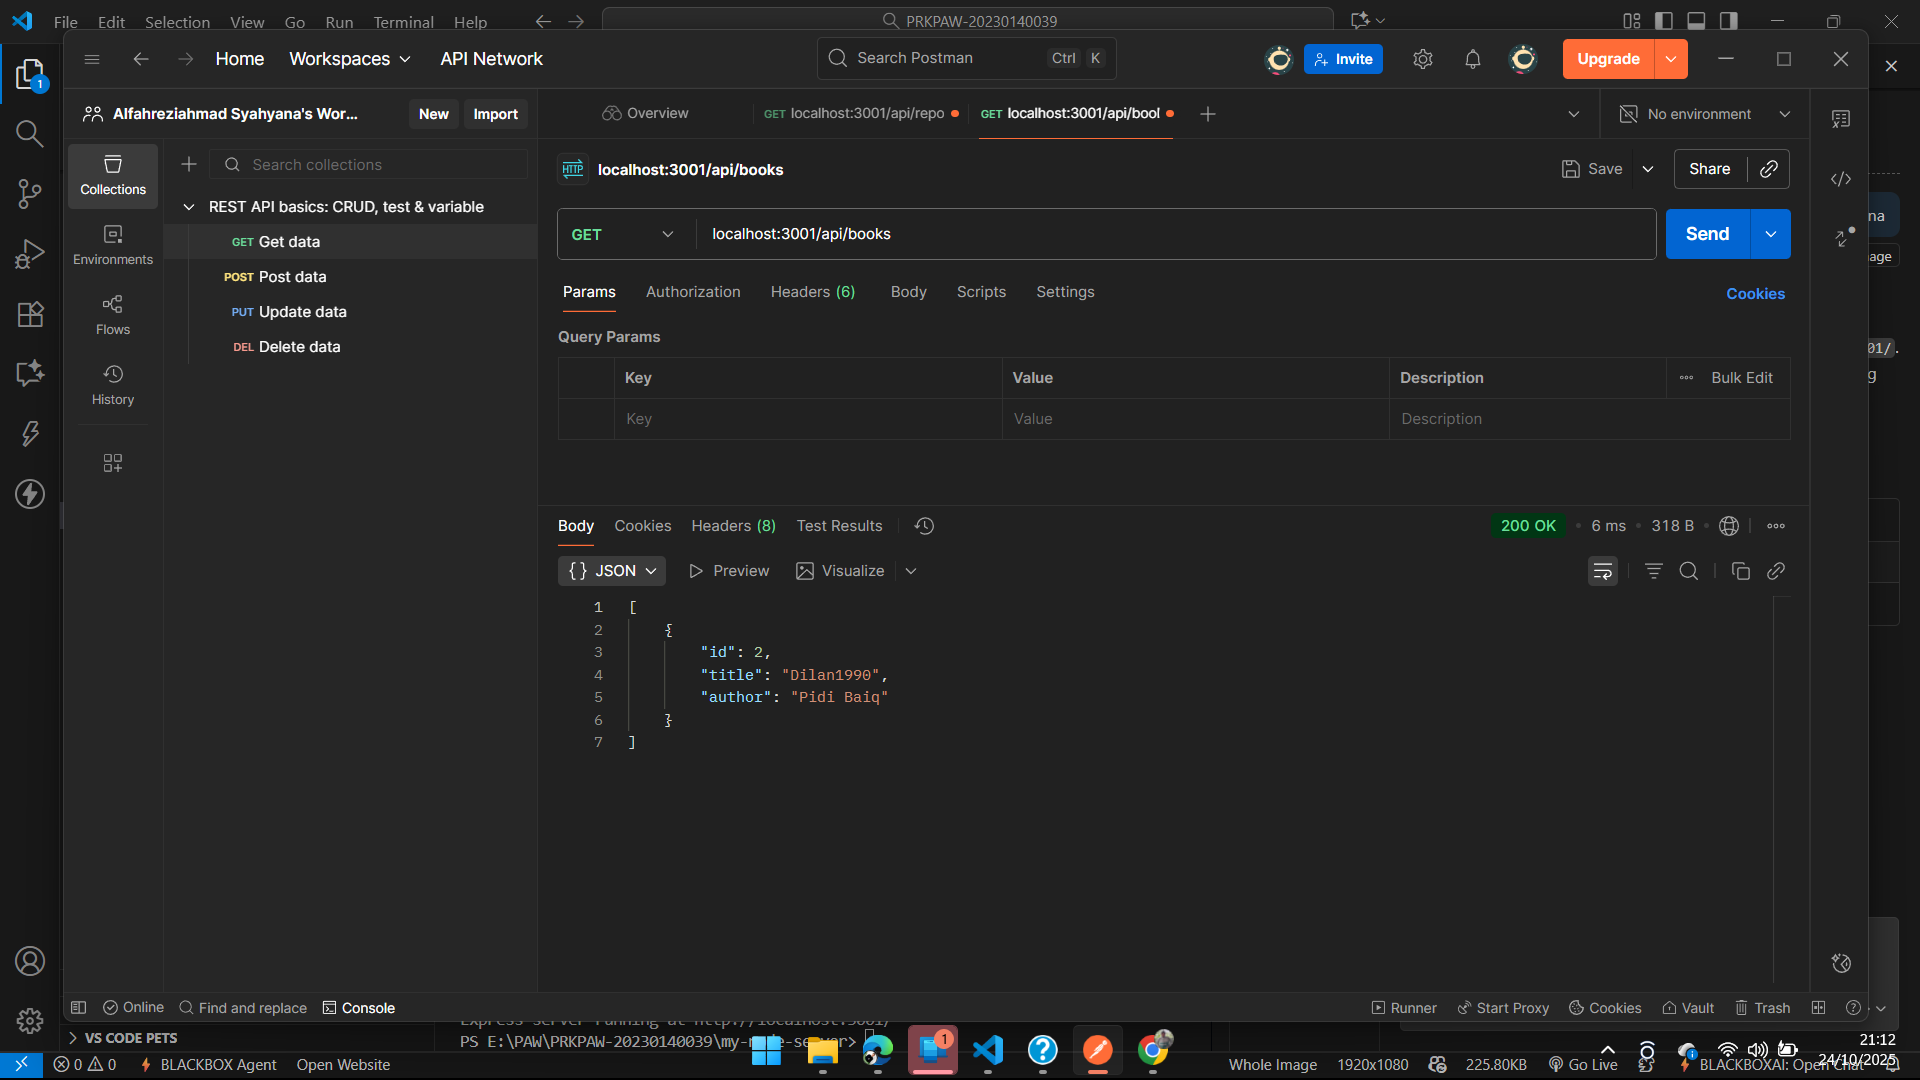 File Edit Selection View Go Run Terminal Help
PRKPAW-20230140039
Home Workspaces API Network
Search Postman Ctrl K
Invite
Upgrade
1
Alfahreziahmad Syahyana's Wor...
New Import
Overview
GET localhost:3001/api/repo
GET localhost:3001/api/bool
No environment
Collections
Environments
Flows
History
Search collections
REST API basics: CRUD, test & variable
GET Get data
POST Post data
PUT Update data
DEL Delete data
HTTP localhost:3001/api/books
Save
Share
GET localhost:3001/api/books
Send
Params Authorization Headers (6) Body Scripts Settings
Cookies
Query Params
Key Value Description Bulk Edit
Key Value Description
Body Cookies Headers (8) Test Results
200 OK 6 ms 318 B
{} JSON Preview Visualize
1 [
2 {
3 "id": 2,
4 "title": "Dilan1990",
5 "author": "Pidi Baiq"
6 }
7 ]
na
age
01/.
g
Online Find and replace Console
Runner Start Proxy Cookies Vault Trash
VS CODE PETS
Express server running at http://localhost:3001/
PS E:\PAW\PRKPAW-20230140039\my-node-server>
1
0 0 BLACKBOX Agent Open Website
Whole Image 1920x1080 225.80KB Go Live BLACKBOXAI: Open Chat
21:12
24/10/2025